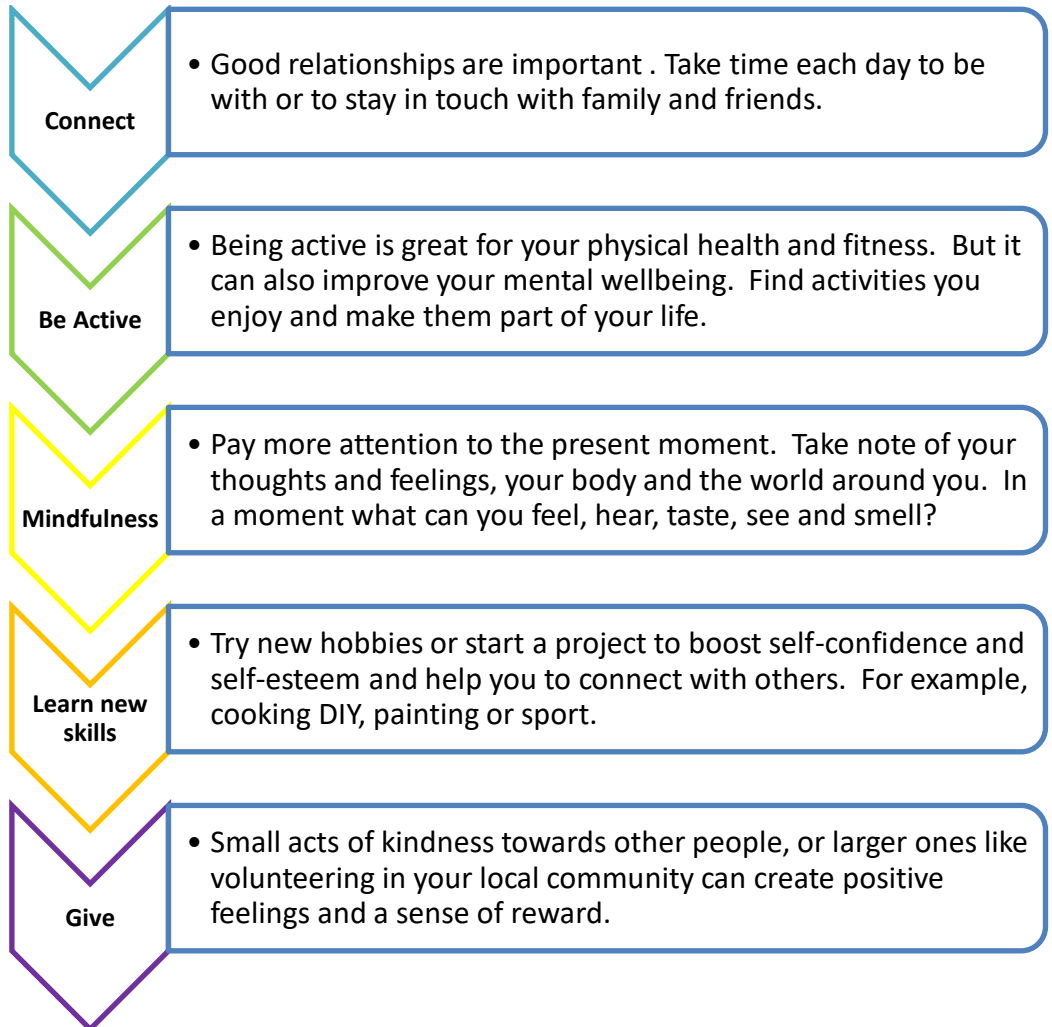 Connect
• Good relationships are important . Take time each day to be
with or to stay in touch with family and friends.
Be Active
• Being active is great for your physical health and fitness.  But it
can also improve your mental wellbeing.  Find activities you
enjoy and make them part of your life.
Mindfulness
• Pay more attention to the present moment.  Take note of your
thoughts and feelings, your body and the world around you.  In
a moment what can you feel, hear, taste, see and smell?
Learn new
skills
• Try new hobbies or start a project to boost self-confidence and
self-esteem and help you to connect with others.  For example,
cooking DIY, painting or sport.
Give
• Small acts of kindness towards other people, or larger ones like
volunteering in your local community can create positive
feelings and a sense of reward.